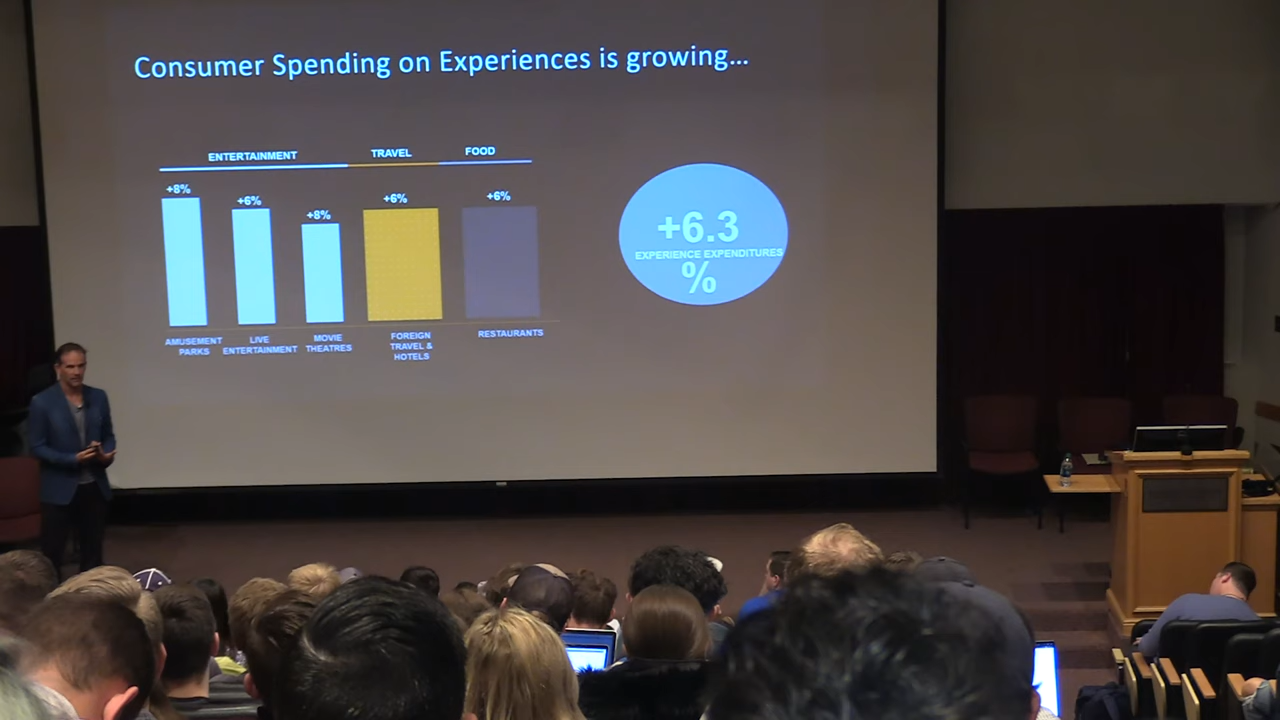 Consumer Spending on Experiences is growing...
ENTERTAINMENT TRAVEL FOOD
+8% +6% +8% +6% +6%
AMUSEMENT
PARKS
LIVE
ENTERTAINMENT
MOVIE
THEATRES
FOREIGN
TRAVEL &
HOTELS
RESTAURANTS
+6.3
EXPERIENCE EXPENDITURES
%